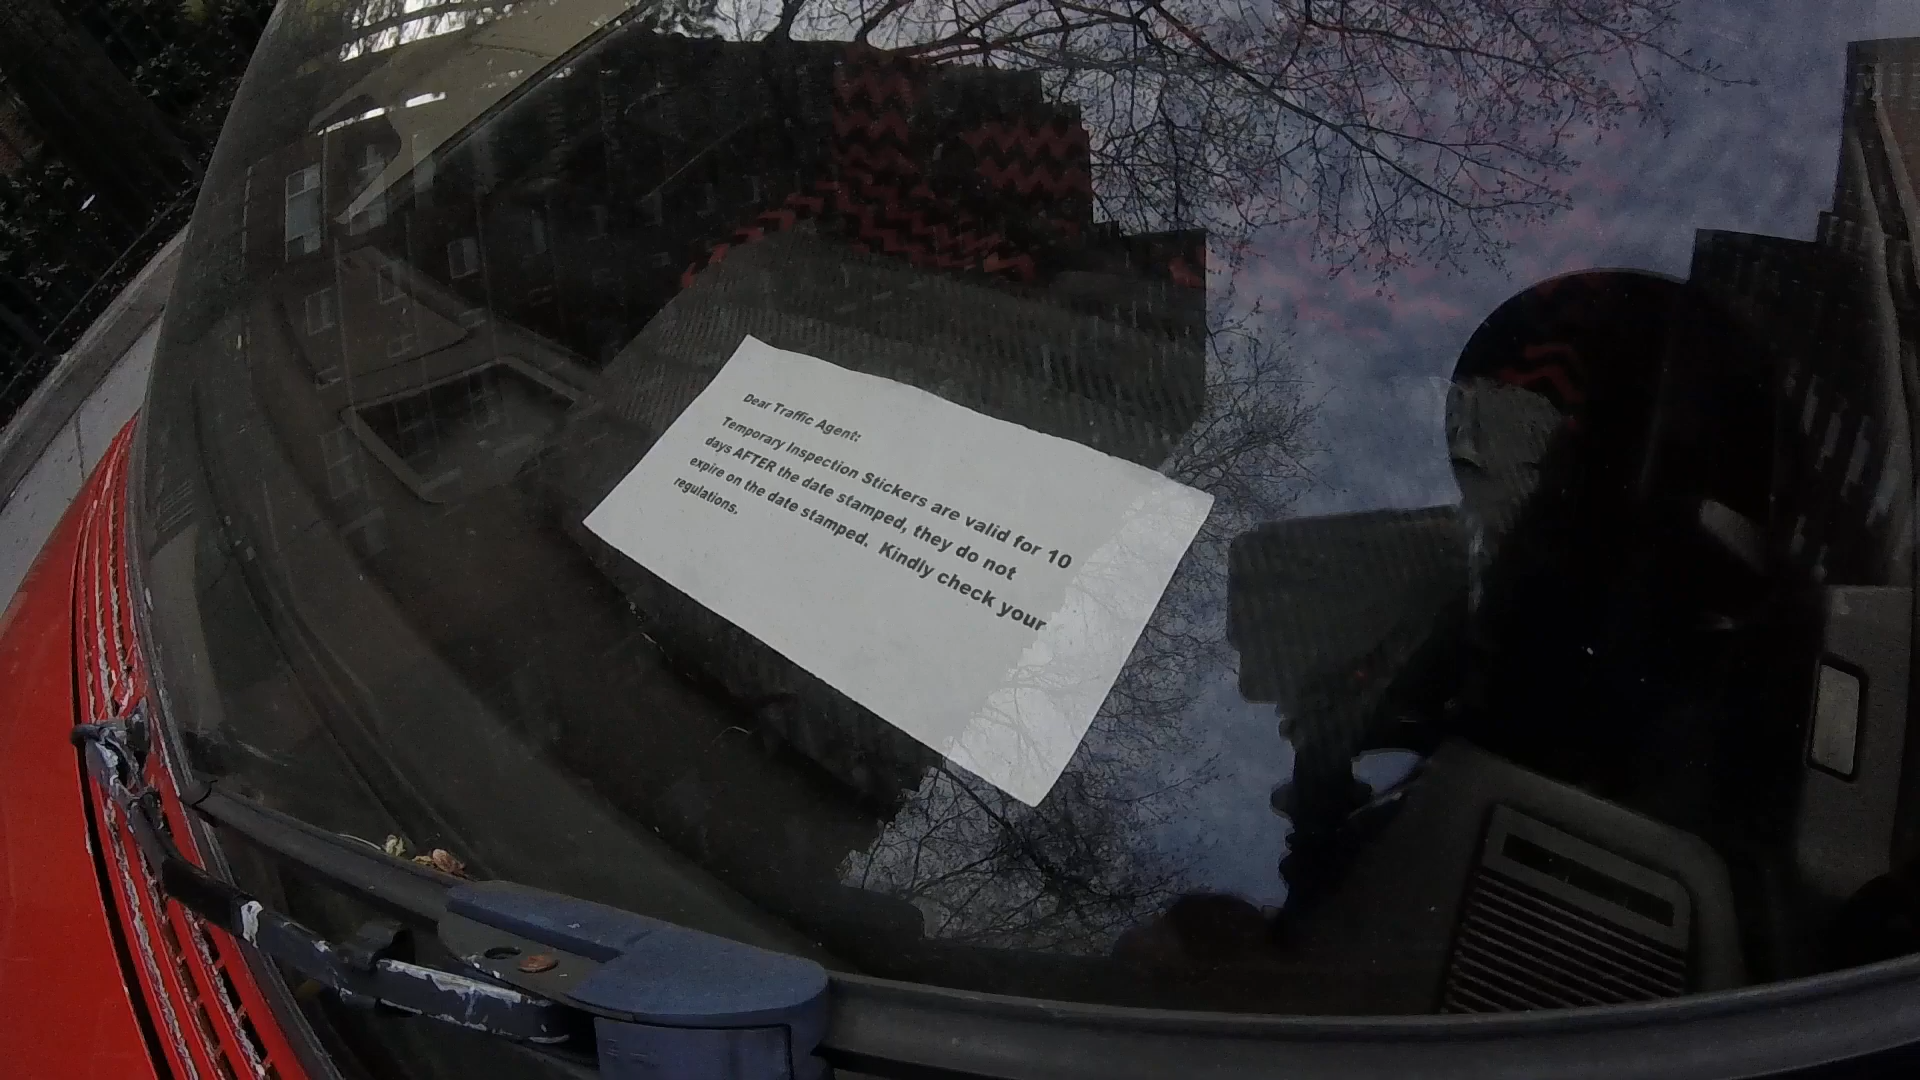 Dear Traffic Agent:
Temporary Inspection Stickers are valid for 10
days AFTER the date stamped, they do not
expire on the date stamped. Kindly check your
regulations.